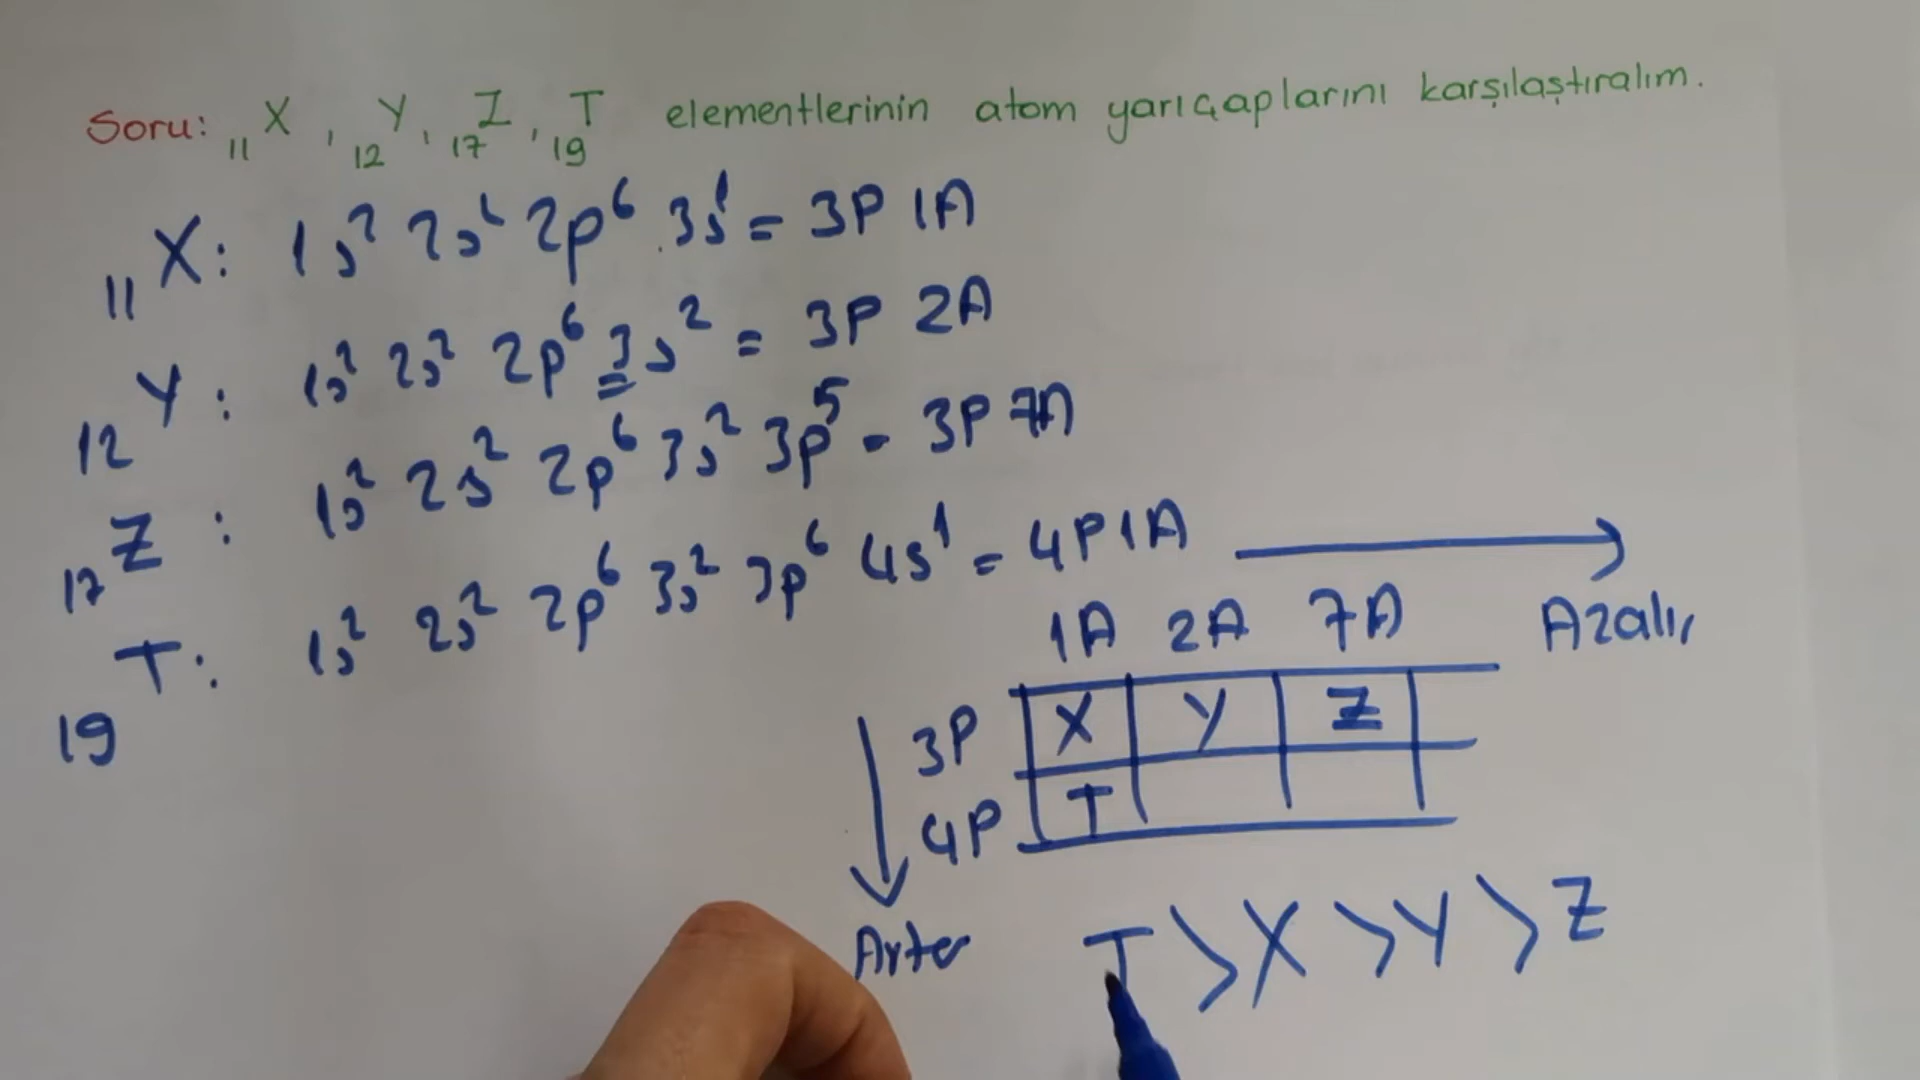 Soru: ₁₁X, ₁₂Y, ₁₇Z, ₁₉T elementlerinin atom yarıçaplarını karşılaştıralım.
₁₁X: 1s² 2s² 2p⁶ 3s¹ = 3P 1A
₁₂Y: 1s² 2s² 2p⁶ 3s² = 3P 2A
₁₇Z: 1s² 2s² 2p⁶ 3s² 3p⁵ = 3P 7A
₁₉T: 1s² 2s² 2p⁶ 3s² 3p⁶ 4s¹ = 4P 1A
1A 2A 7A Azalır
3P X Y Z
4P T
Artar
T > X > Y > Z